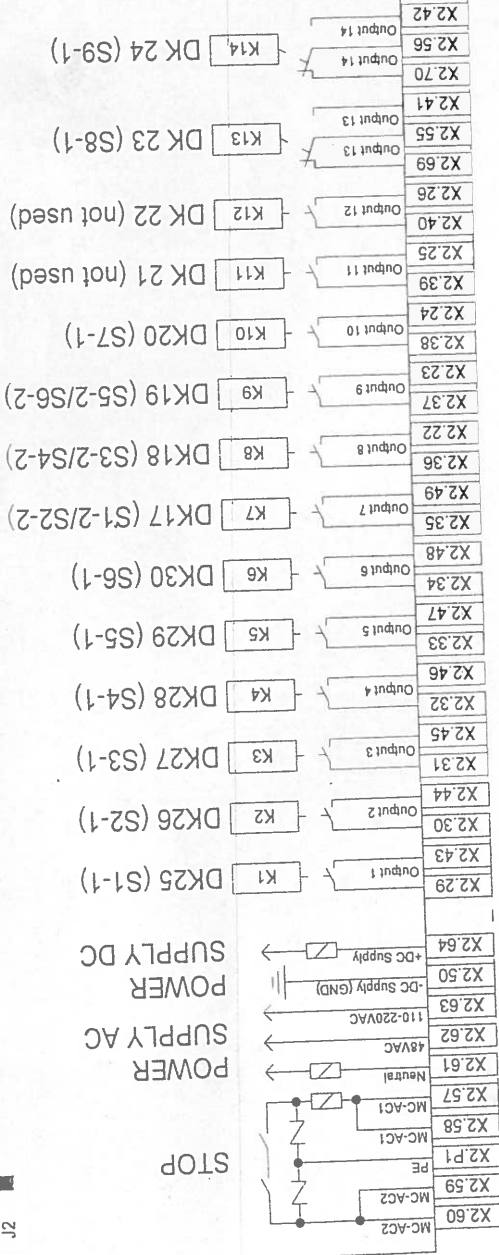 J2
X2.60 MC-AC2
X2.59 MC-AC2
X2.P1 PE STOP
X2.58 MC-AC1
X2.57 MC-AC1
X2.61 Neutral POWER
X2.62 48VAC SUPPLY AC
X2.63 110-220VAC
X2.50 -DC Supply (GND) POWER
X2.64 +DC Supply SUPPLY DC
X2.29 Output 1 K1 DK25 (S1-1)
X2.43
X2.30 Output 2 K2 DK26 (S2-1)
X2.44
X2.31 Output 3 K3 DK27 (S3-1)
X2.45
X2.32 Output 4 K4 DK28 (S4-1)
X2.46
X2.33 Output 5 K5 DK29 (S5-1)
X2.47
X2.34 Output 6 K6 DK30 (S6-1)
X2.48
X2.35 Output 7 K7 DK17 (S1-2/S2-2)
X2.49
X2.36 Output 8 K8 DK18 (S3-2/S4-2)
X2.22
X2.37 Output 9 K9 DK19 (S5-2/S6-2)
X2.23
X2.38 Output 10 K10 DK20 (S7-1)
X2.24
X2.39 Output 11 K11 DK 21 (not used)
X2.25
X2.40 Output 12 K12 DK 22 (not used)
X2.26
X2.69 Output 13 K13 DK 23 (S8-1)
X2.55 Output 13
X2.41
X2.70 Output 14 K14 DK 24 (S9-1)
X2.56 Output 14
X2.42